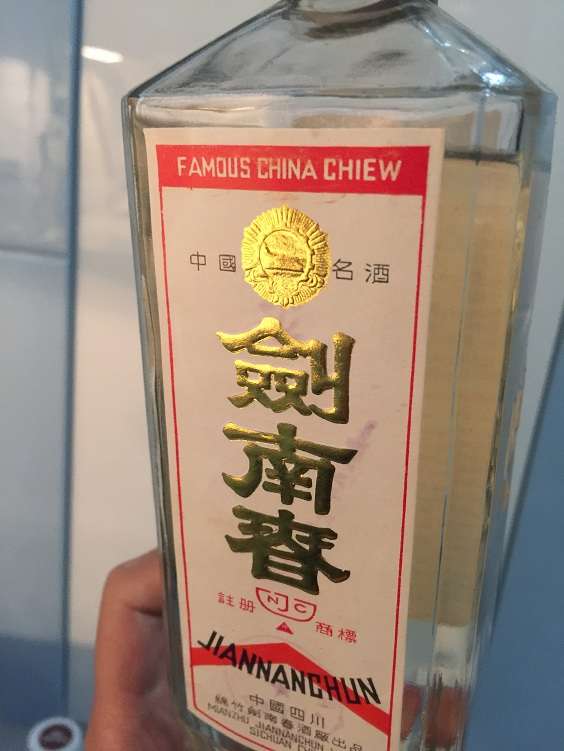 FAMOUS CHINA CHIEW
中國 名酒
劍南春
註册 JNC 商標
JIANNANCHUN
中國四川
綿竹劍南春酒廠出品
MIANZHU JIANNANCHUN
SICHUAN